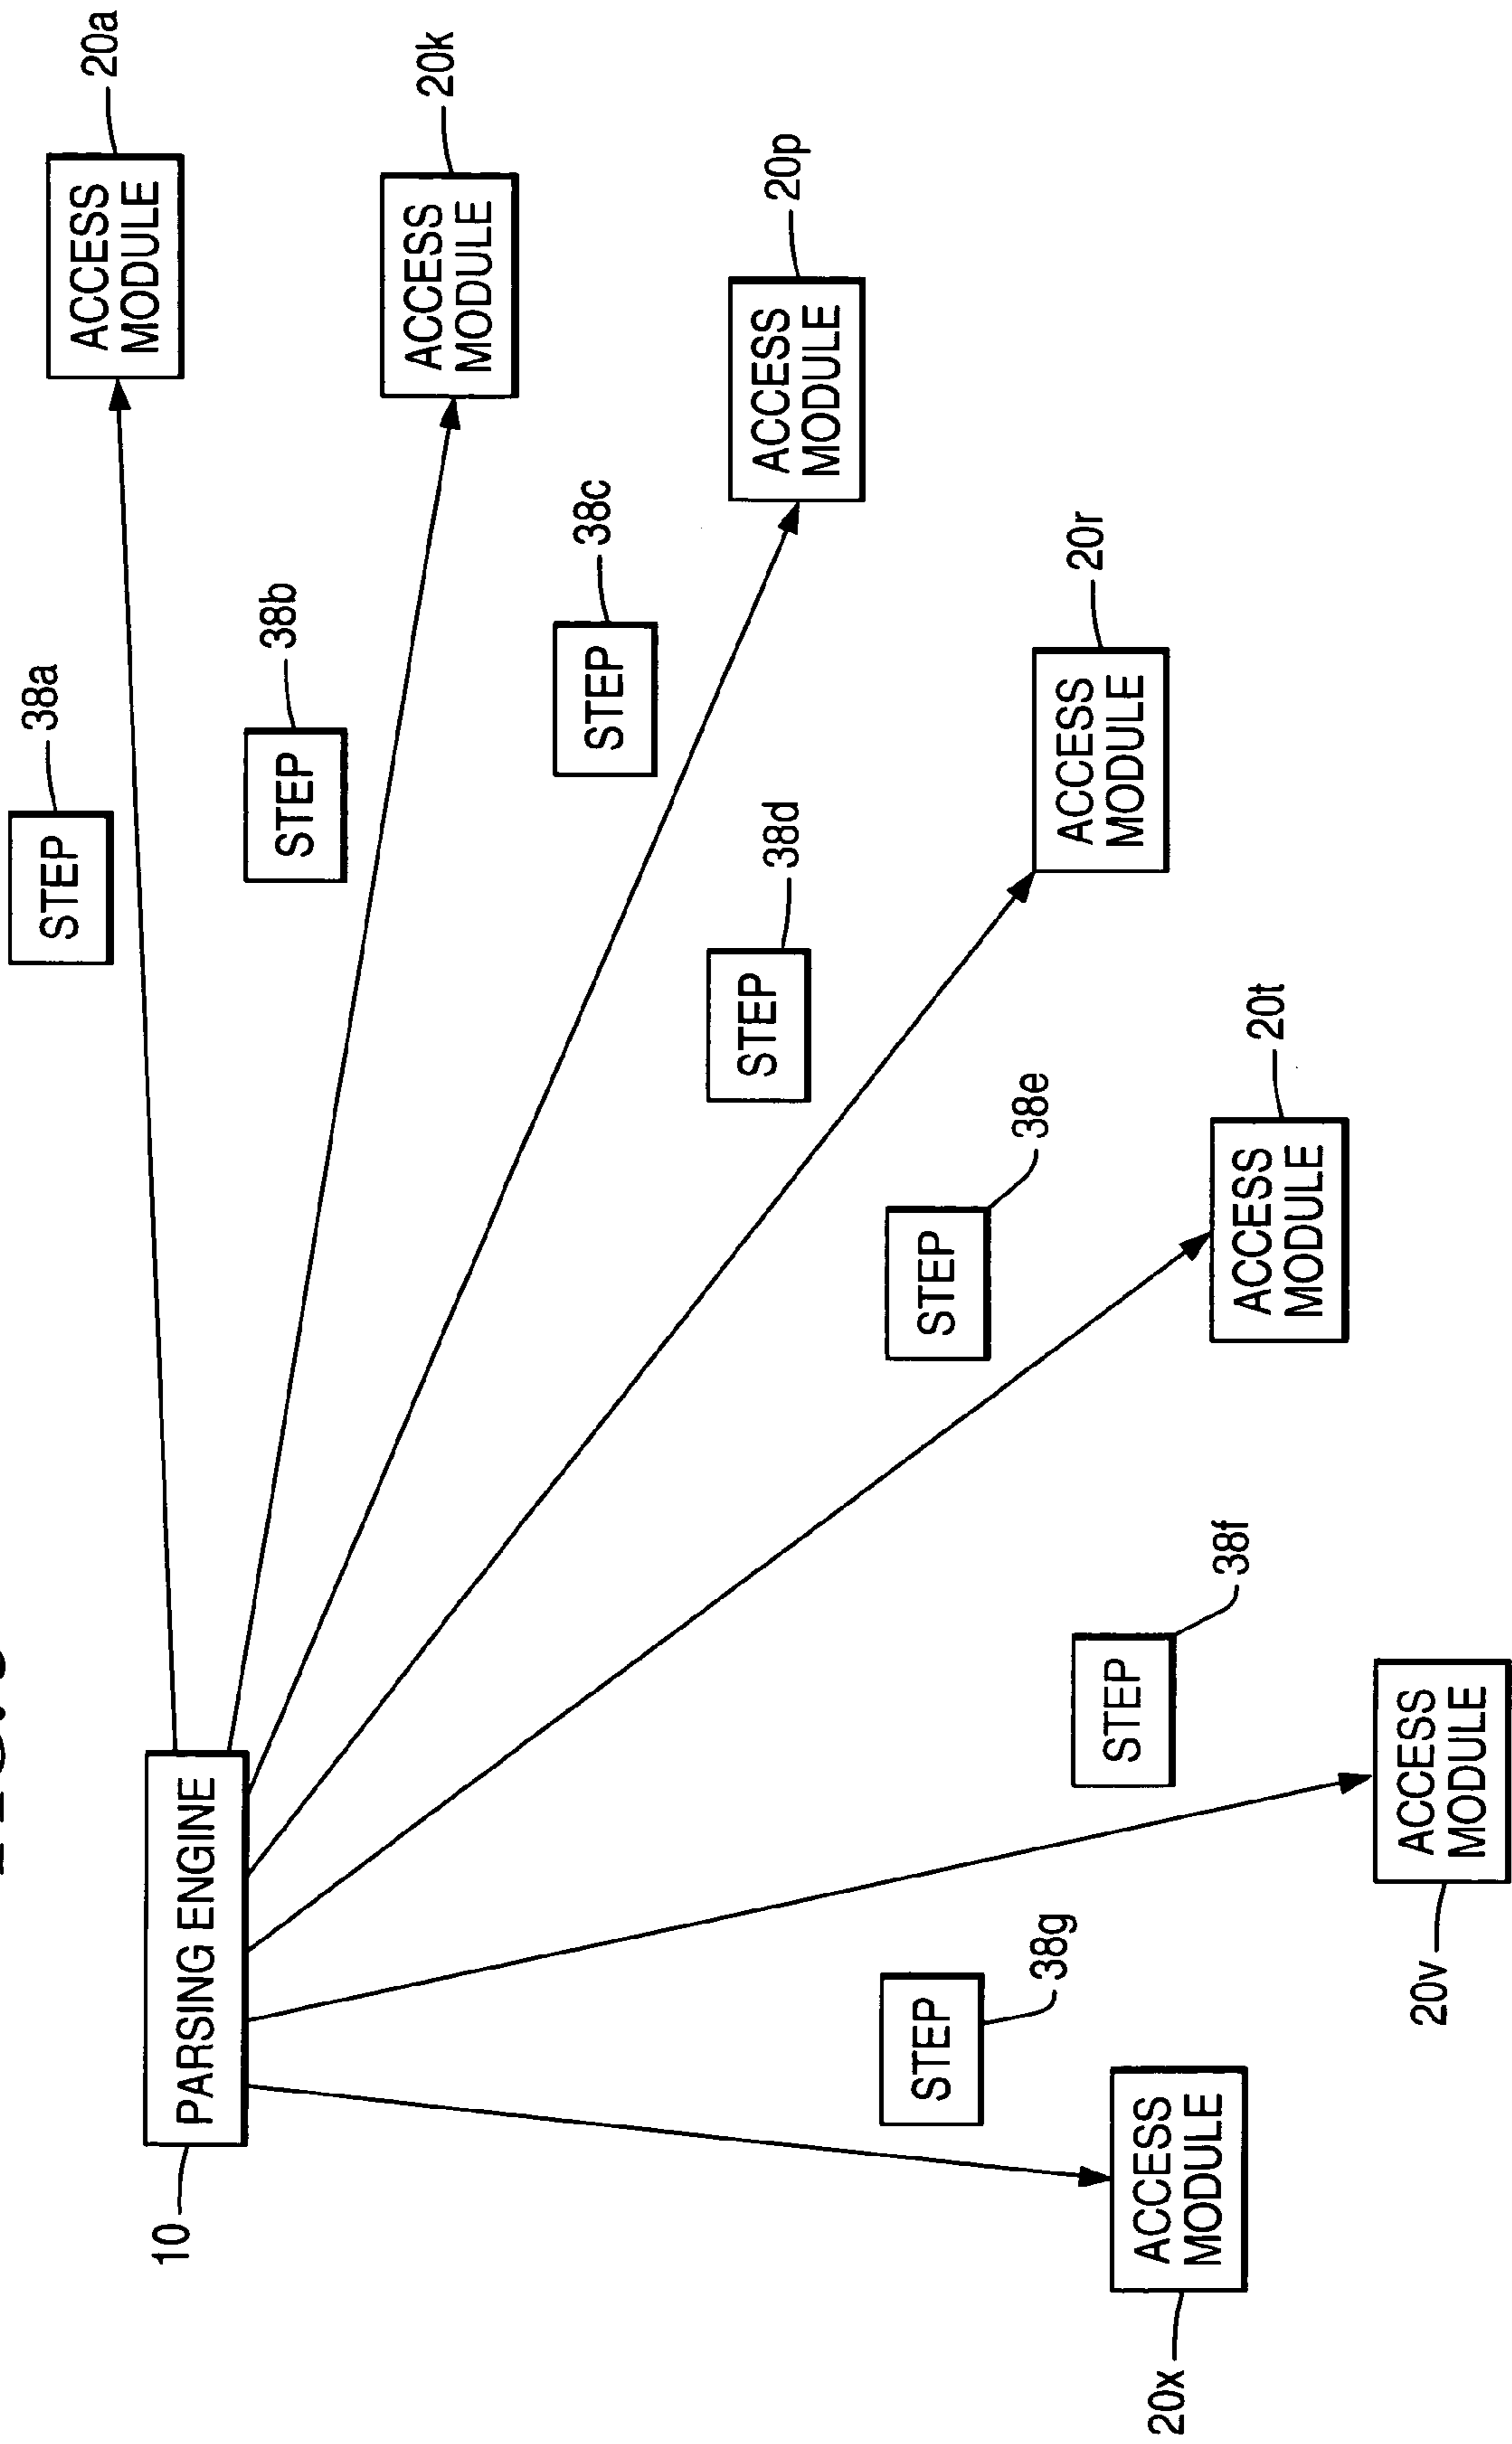 38a
STEP
20a
ACCESS
MODULE
10
PARSING ENGINE
38b
STEP
20k
ACCESS
MODULE
38c
STEP
38d
STEP
20p
ACCESS
MODULE
STEP
38g
STEP
38e
20r
ACCESS
MODULE
STEP
38f
20x
ACCESS
MODULE
20t
ACCESS
MODULE
20v
ACCESS
MODULE